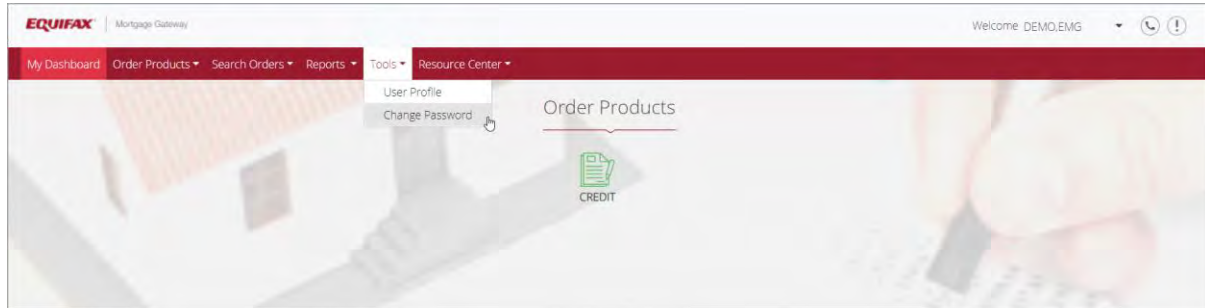 EQUIFAX | Mortgage Gateway
Welcome DEMO,EMG
My Dashboard Order Products Search Orders Reports Tools Resource Center
User Profile
Change Password
Order Products
CREDIT